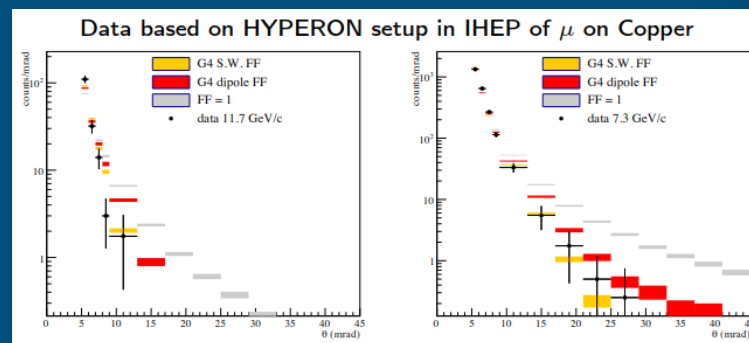 Data based on HYPERON setup in IHEP of μ on Copper
counts/mrad
10²
10
1
G4 S.W. FF
G4 dipole FF
FF = 1
data 11.7 GeV/c
0 5 10 15 20 25 30 35 40 45
θ (mrad)
counts/mrad
10³
10²
10
1
G4 S.W. FF
G4 dipole FF
FF = 1
data 7.3 GeV/c
0 5 10 15 20 25 30 35 40 45
θ (mrad)